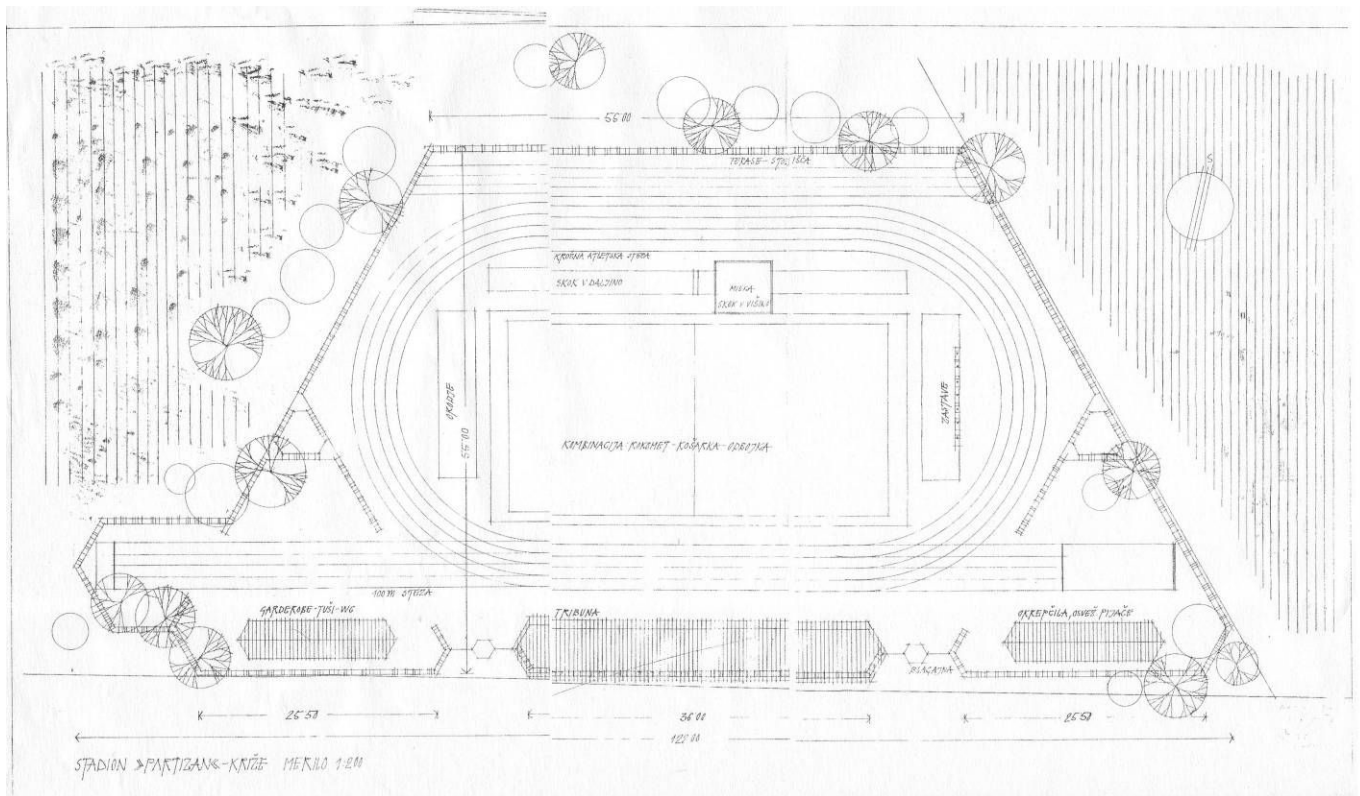 56 00
TERASE - STOJIŠČA
S
KROŽNA ATLETSKA STEZA
SKOK V DALJINO
MIVKA
SKOK V VIŠINO
ORODJE
55 00
ZASTAVE
KOMBINACIJA ROKOMET - KOŠARKA - ODBOJKA
100 m STEZA
GARDEROBE - TUŠI - WC
TRIBUNA
OKREPČILA, OSVEŽ. PIJAČE
BLAGAJNA
25 50
36 00
25 50
122 00
STADION »PARTIZAN« - KRIŽE MERILO 1:200